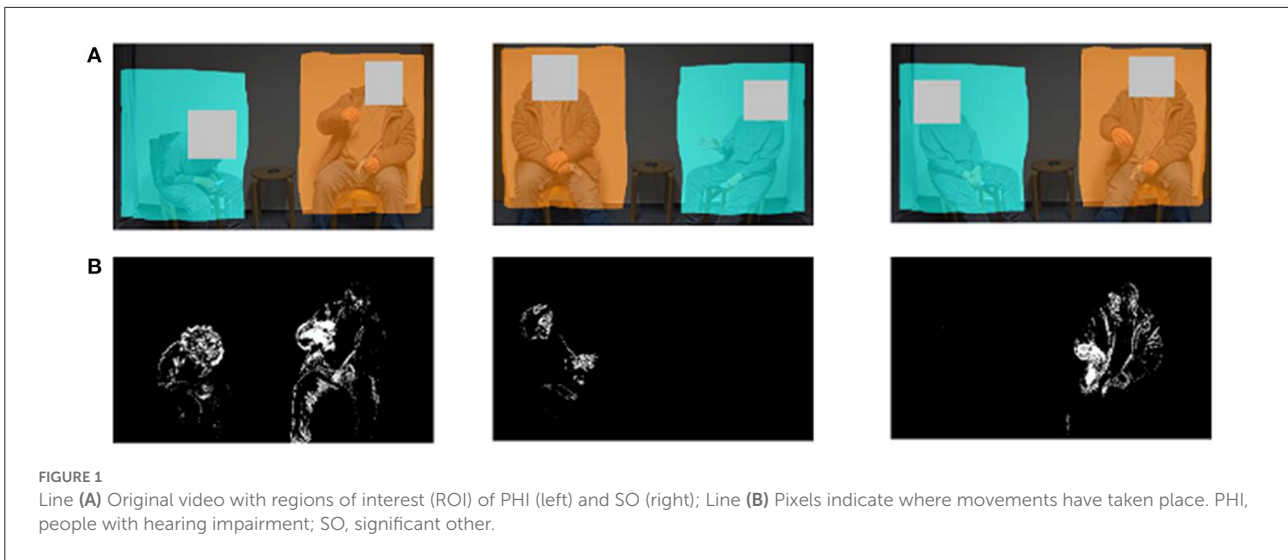 A
B
FIGURE 1
Line (A) Original video with regions of interest (ROI) of PHI (left) and SO (right); Line (B) Pixels indicate where movements have taken place. PHI,
people with hearing impairment; SO, significant other.